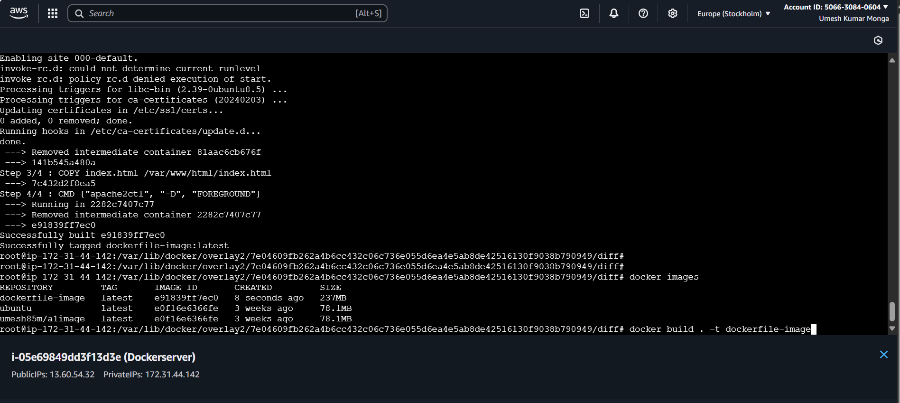 aws
Search
[Alt+S]
Europe (Stockholm)
Account ID: 5066-3084-0604
Umesh Kumar Monga
Enabling site 000-default.
invoke-rc.d: could not determine current runlevel
invoke-rc.d: policy-rc.d denied execution of start.
Processing triggers for libc-bin (2.39-0ubuntu8.5) ...
Processing triggers for ca-certificates (20240203) ...
Updating certificates in /etc/ssl/certs...
0 added, 0 removed; done.
Running hooks in /etc/ca-certificates/update.d...
done.
---> Removed intermediate container 81aac6cb676f
---> 141b545a480a
Step 3/4 : COPY index.html /var/www/html/index.html
---> 7c432d2f0ea5
Step 4/4 : CMD ["apache2ctl", "-D", "FOREGROUND"]
---> Running in 2282c7407c77
---> Removed intermediate container 2282c7407c77
---> e91839ff7ec0
Successfully built e91839ff7ec0
Successfully tagged dockerfile-image:latest
root@ip-172-31-44-142:/var/lib/docker/overlay2/7e04609fb262a4b6cc432c06c736e055d6ea4e5ab8de42516130f9038b790949/diff#
root@ip-172-31-44-142:/var/lib/docker/overlay2/7e04609fb262a4b6cc432c06c736e055d6ea4e5ab8de42516130f9038b790949/diff#
root@ip-172-31-44-142:/var/lib/docker/overlay2/7e04609fb262a4b6cc432c06c736e055d6ea4e5ab8de42516130f9038b790949/diff# docker images
REPOSITORY TAG IMAGE ID CREATED SIZE
dockerfile-image latest e91839ff7ec0 8 seconds ago 237MB
ubuntu latest e0f16e6366fe 3 weeks ago 78.1MB
umesh85m/a1image latest e0f16e6366fe 3 weeks ago 78.1MB
root@ip-172-31-44-142:/var/lib/docker/overlay2/7e04609fb262a4b6cc432c06c736e055d6ea4e5ab8de42516130f9038b790949/diff# docker build . -t dockerfile-image
i-05e69849dd3f13d3e (Dockerserver)
PublicIPs: 13.60.54.32 PrivateIPs: 172.31.44.142